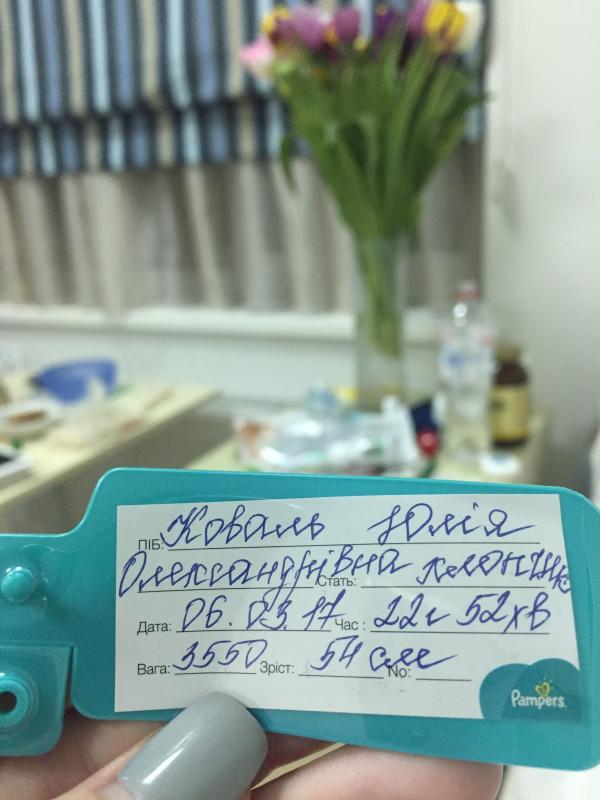 ПІБ: Коваль Юлія
Олександрівна Стать: хлопчик
Дата: 06.03.17 Час: 22г 52хв
Вага: 3550 Зріст: 54 см No:
Pampers